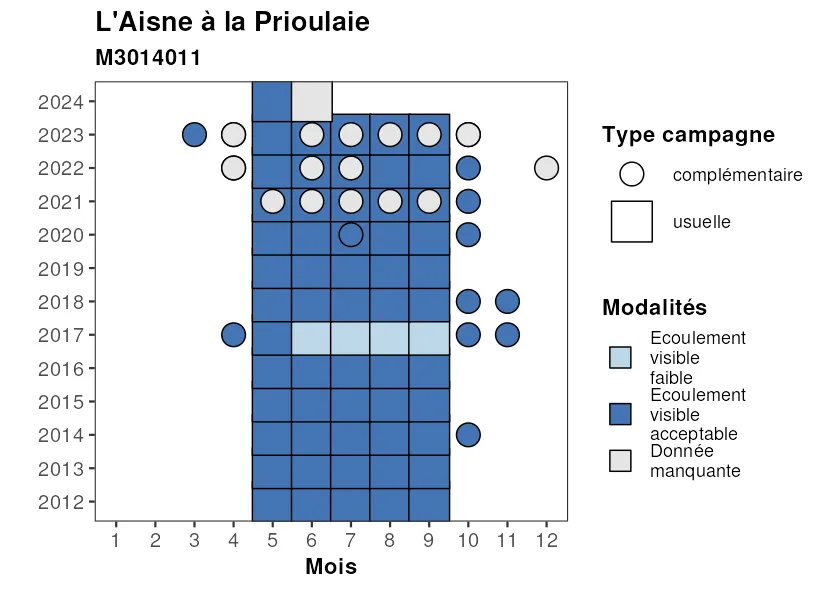 L'Aisne à la Prioulaie
M3014011
2024
2023
2022
2021
2020
2019
2018
2017
2016
2015
2014
2013
2012
1 2 3 4 5 6 7 8 9 10 11 12
Mois
Type campagne
complémentaire
usuelle
Modalités
Ecoulement
visible
faible
Ecoulement
visible
acceptable
Donnée
manquante